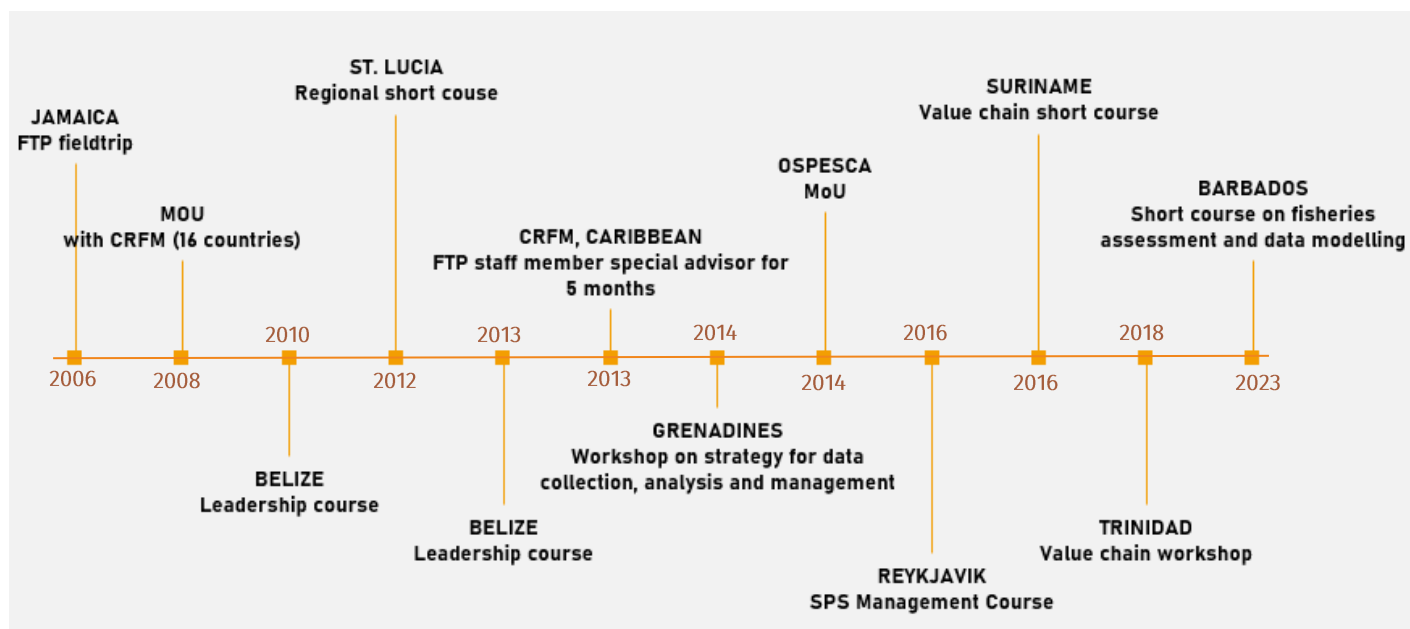 JAMAICA
FTP fieldtrip
2006
MOU
with CRFM (16 countries)
2008
2010
BELIZE
Leadership course
ST. LUCIA
Regional short couse
2012
2013
BELIZE
Leadership course
CRFM, CARIBBEAN
FTP staff member special advisor for
5 months
2013
2014
GRENADINES
Workshop on strategy for data
collection, analysis and management
OSPESCA
MoU
2014
2016
REYKJAVIK
SPS Management Course
SURINAME
Value chain short course
2016
2018
TRINIDAD
Value chain workshop
BARBADOS
Short course on fisheries
assessment and data modelling
2023